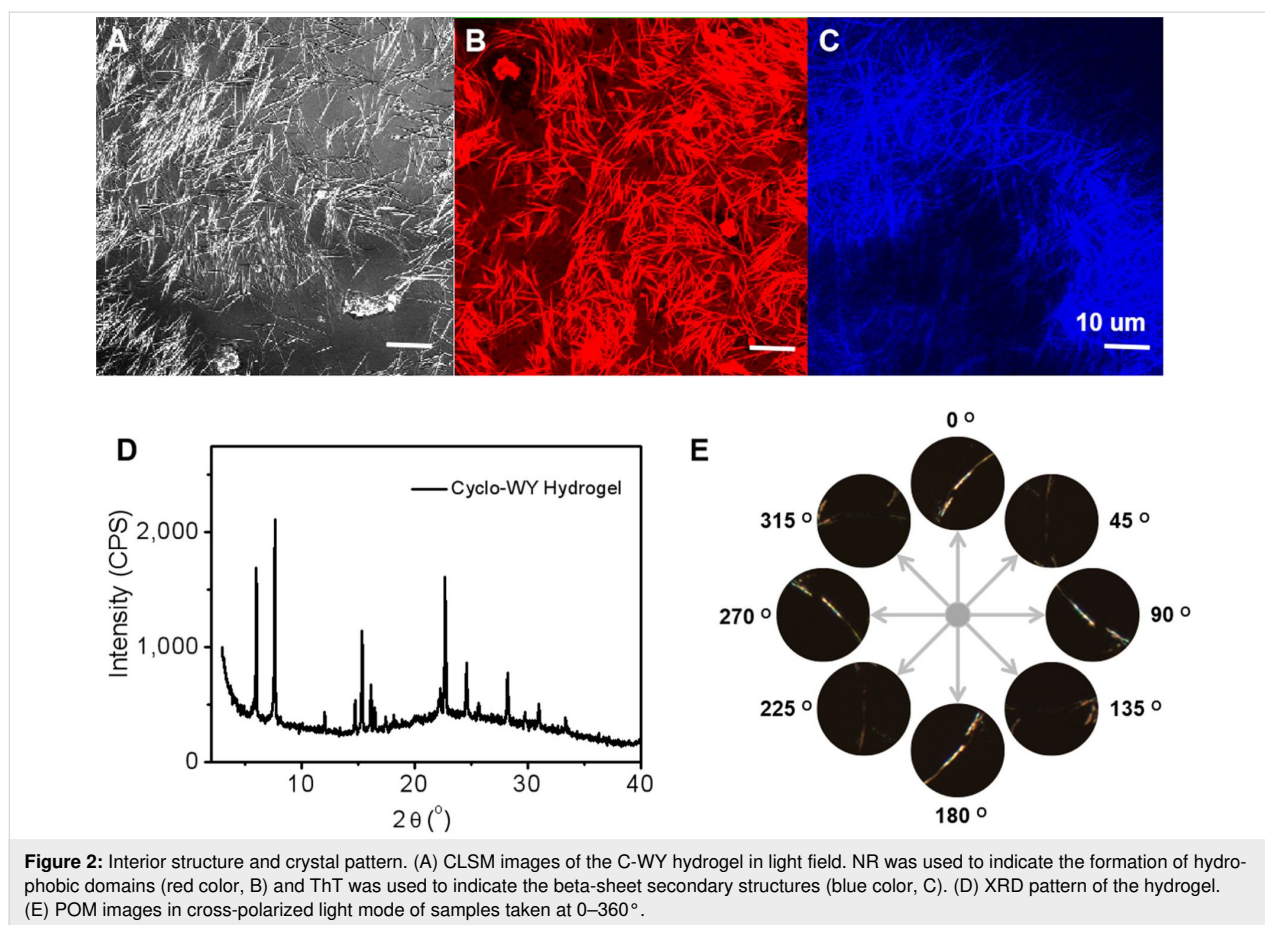 A
B
C
10 um
D
Cyclo-WY Hydrogel
Intensity (CPS)
2,000
1,000
0
10
20
30
40
2θ (°)
E
0 °
315 °
45 °
270 °
90 °
225 °
135 °
180 °
Figure 2: Interior structure and crystal pattern. (A) CLSM images of the C-WY hydrogel in light field. NR was used to indicate the formation of hydro-
phobic domains (red color, B) and ThT was used to indicate the beta-sheet secondary structures (blue color, C). (D) XRD pattern of the hydrogel.
(E) POM images in cross-polarized light mode of samples taken at 0–360°.